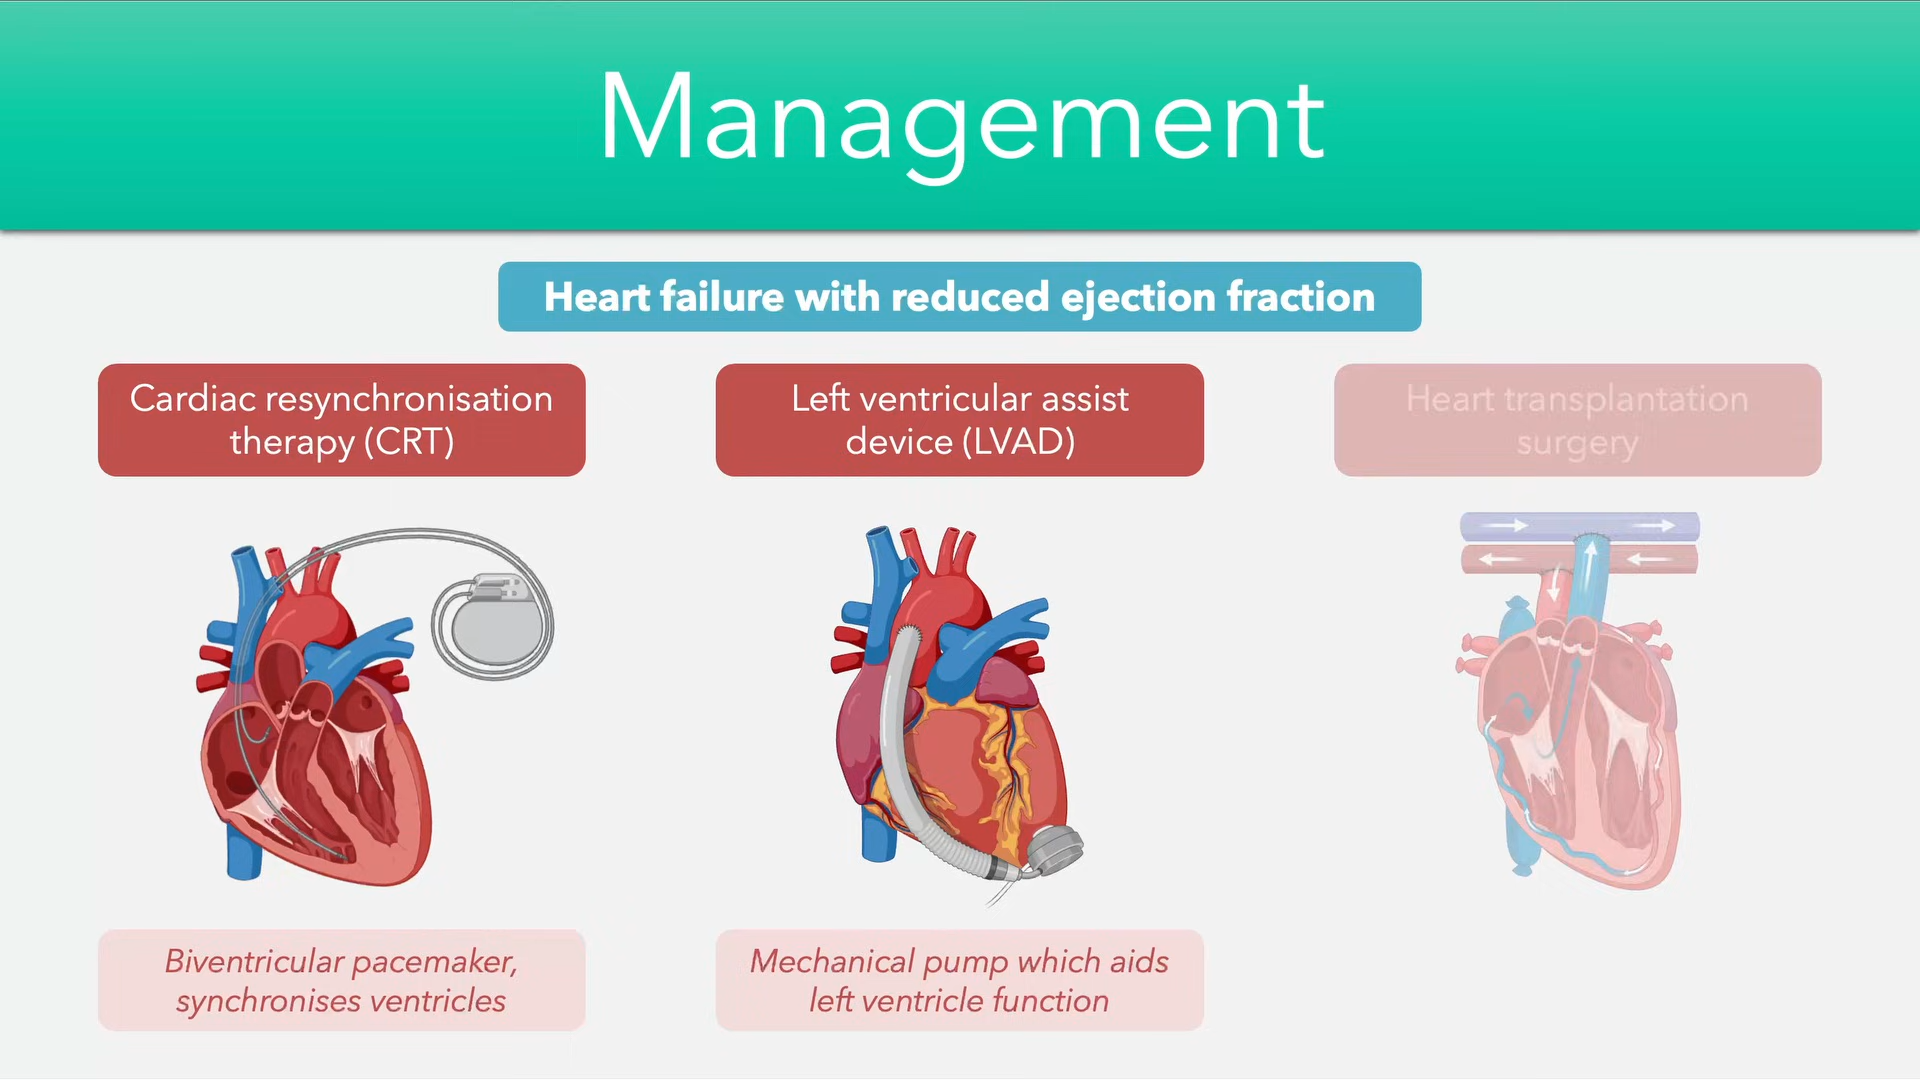 Management
Heart failure with reduced ejection fraction
Cardiac resynchronisation
therapy (CRT)
Left ventricular assist
device (LVAD)
Heart transplantation
surgery
Biventricular pacemaker,
synchronises ventricles
Mechanical pump which aids
left ventricle function